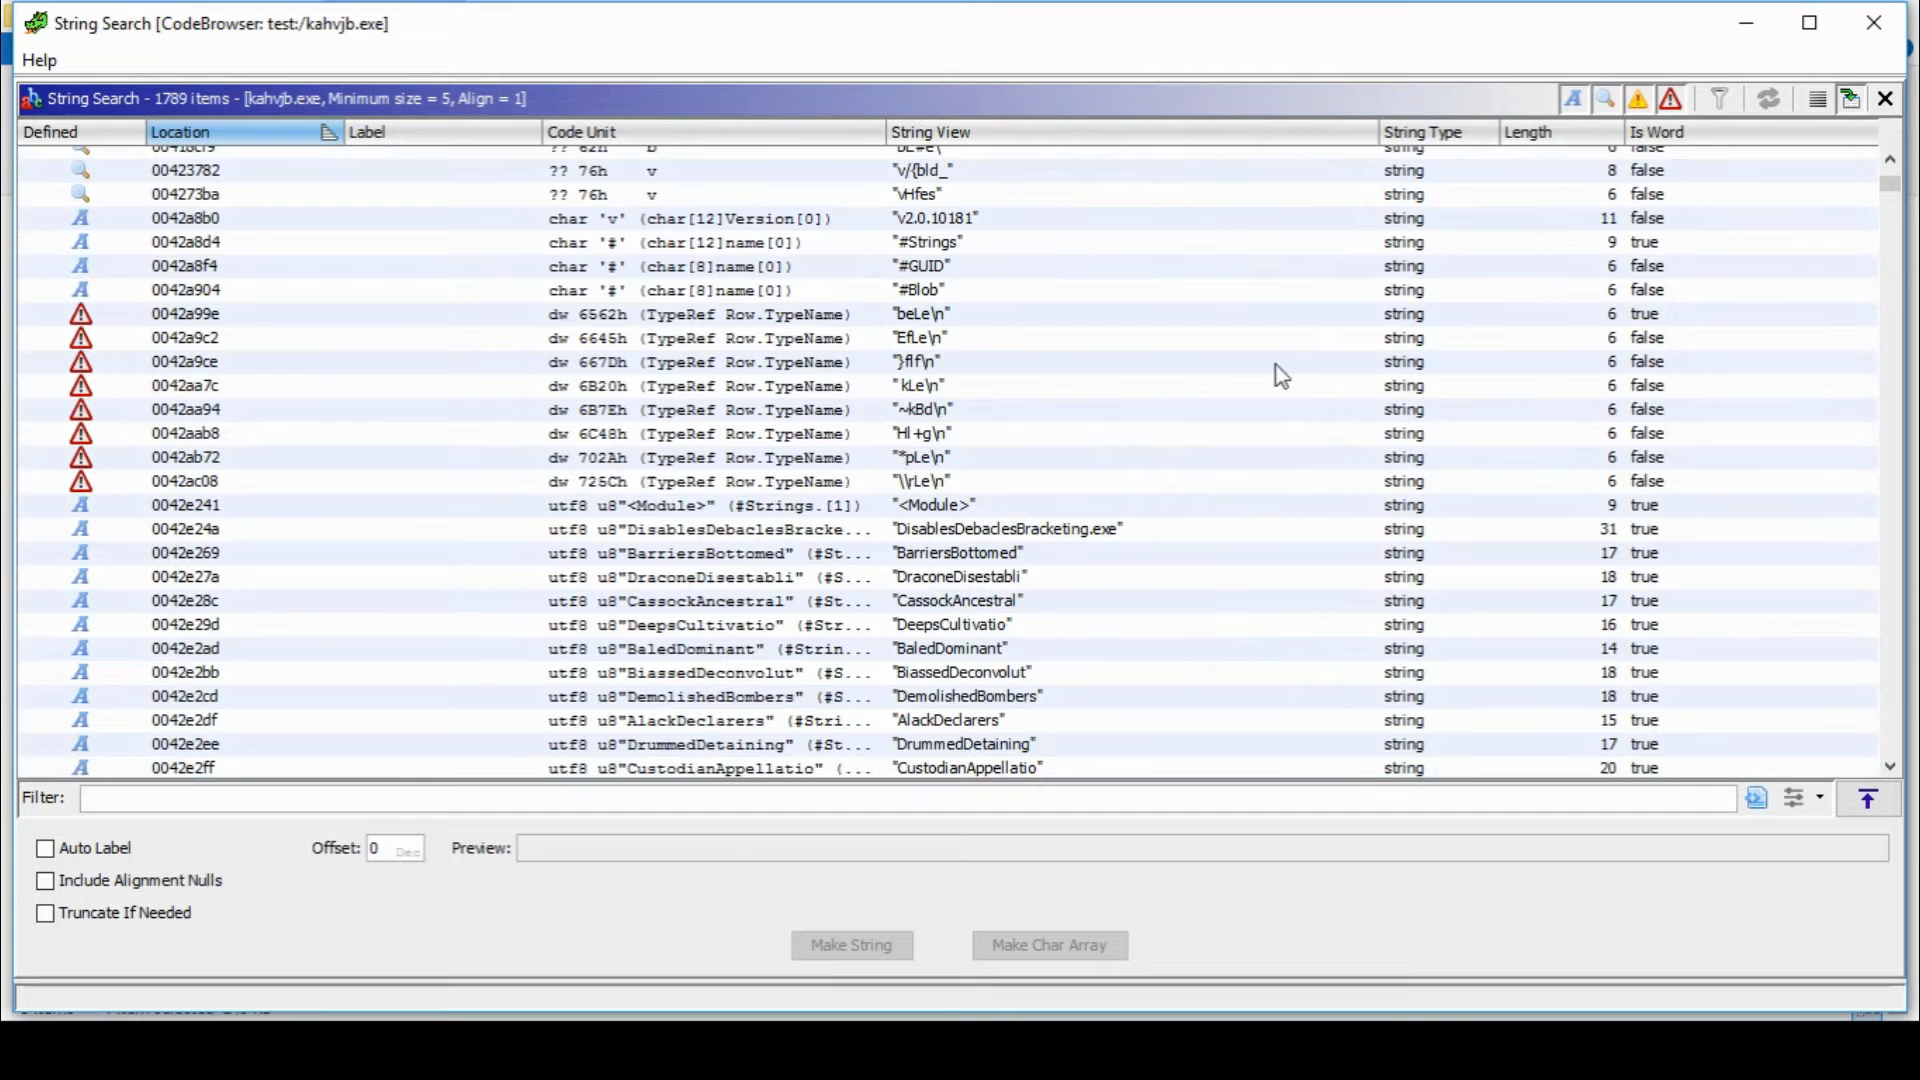 String Search [CodeBrowser: test:/kahvjb.exe]
Help
String Search - 1789 items - [kahvjb.exe, Minimum size = 5, Align = 1]
Defined Location Label Code Unit String View String Type Length Is Word
00423782 ?? 76h v "v/{bld_" string 8 false
004273ba ?? 76h v "vHfes" string 6 false
0042a8b0 char 'v' (char[12]Version[0]) "v2.0.10181" string 11 false
0042a8d4 char '#' (char[12]name[0]) "#Strings" string 9 true
0042a8f4 char '#' (char[8]name[0]) "#GUID" string 6 false
0042a904 char '#' (char[8]name[0]) "#Blob" string 6 false
0042a99e dw 6562h (TypeRef Row.TypeName) "beLe\n" string 6 true
0042a9c2 dw 6645h (TypeRef Row.TypeName) "EfLe\n" string 6 false
0042a9ce dw 667Dh (TypeRef Row.TypeName) "}flf\n" string 6 false
0042aa7c dw 6B20h (TypeRef Row.TypeName) " kLe\n" string 6 false
0042aa94 dw 6B7Eh (TypeRef Row.TypeName) "~kBd\n" string 6 false
0042aab8 dw 6C48h (TypeRef Row.TypeName) "Hl+g\n" string 6 false
0042ab72 dw 702Ah (TypeRef Row.TypeName) "*pLe\n" string 6 false
0042ac08 dw 725Ch (TypeRef Row.TypeName) "\\rLe\n" string 6 false
0042e241 utf8 u8"<Module>" (#Strings.[1]) "<Module>" string 9 true
0042e24a utf8 u8"DisablesDebaclesBracke... "DisablesDebaclesBracketing.exe" string 31 true
0042e269 utf8 u8"BarriersBottomed" (#St... "BarriersBottomed" string 17 true
0042e27a utf8 u8"DraconeDisestabli" (#S... "DraconeDisestabli" string 18 true
0042e28c utf8 u8"CassockAncestral" (#St... "CassockAncestral" string 17 true
0042e29d utf8 u8"DeepsCultivatio" (#Str... "DeepsCultivatio" string 16 true
0042e2ad utf8 u8"BaledDominant" (#Strin... "BaledDominant" string 14 true
0042e2bb utf8 u8"BiassedDeconvolut" (#S... "BiassedDeconvolut" string 18 true
0042e2cd utf8 u8"DemolishedBombers" (#S... "DemolishedBombers" string 18 true
0042e2df utf8 u8"AlackDeclarers" (#Stri... "AlackDeclarers" string 15 true
0042e2ee utf8 u8"DrummedDetaining" (#St... "DrummedDetaining" string 17 true
0042e2ff utf8 u8"CustodianAppellatio" (... "CustodianAppellatio" string 20 true
Filter:
Auto Label Offset: 0 Dec Preview:
Include Alignment Nulls
Truncate If Needed
Make String Make Char Array